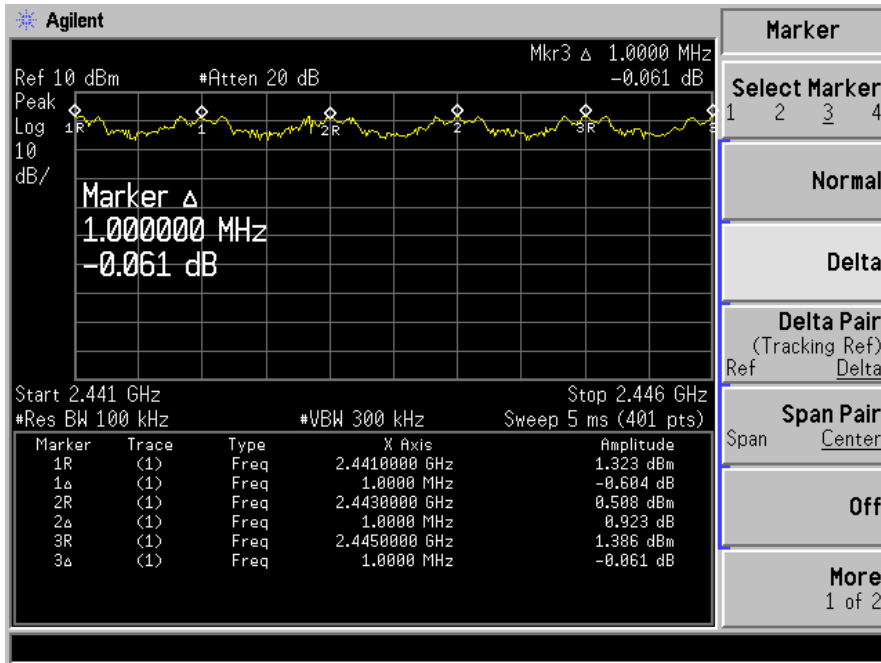 Agilent
Marker
Mkr3 Δ 1.0000 MHz
Ref 10 dBm #Atten 20 dB -0.061 dB
Peak
Log
10
dB/
1R 1 2R 2 3R 3
Marker Δ
1.000000 MHz
-0.061 dB
Start 2.441 GHz Stop 2.446 GHz
#Res BW 100 kHz #VBW 300 kHz Sweep 5 ms (401 pts)
Marker Trace Type X Axis Amplitude
1R (1) Freq 2.4410000 GHz 1.323 dBm
1Δ (1) Freq 1.0000 MHz -0.604 dB
2R (1) Freq 2.4430000 GHz 0.508 dBm
2Δ (1) Freq 1.0000 MHz 0.923 dB
3R (1) Freq 2.4450000 GHz 1.386 dBm
3Δ (1) Freq 1.0000 MHz -0.061 dB
Select Marker
1 2 3 4
Normal
Delta
Delta Pair
(Tracking Ref)
Ref Delta
Span Pair
Span Center
Off
More
1 of 2